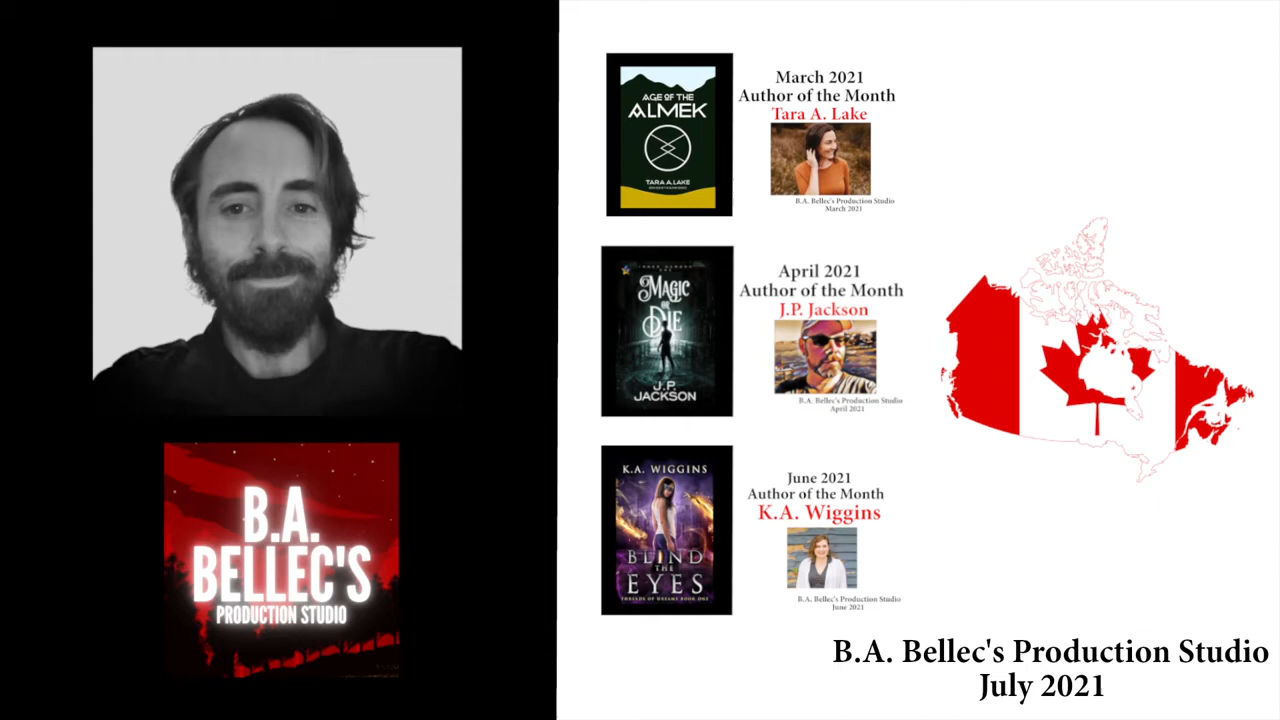 B.A.
BELLEC'S
PRODUCTION STUDIO
AGE OF THE
ALMEK
TARA A. LAKE
March 2021
Author of the Month
Tara A. Lake
B.A. Bellec's Production Studio
March 2021
MAGIC
OR
DIE
J.P.
JACKSON
April 2021
Author of the Month
J.P. Jackson
B.A. Bellec's Production Studio
April 2021
K.A. WIGGINS
BLIND
THE
EYES
THREADS OF DREAMS BOOK ONE
June 2021
Author of the Month
K.A. Wiggins
B.A. Bellec's Production Studio
June 2021
B.A. Bellec's Production Studio
July 2021